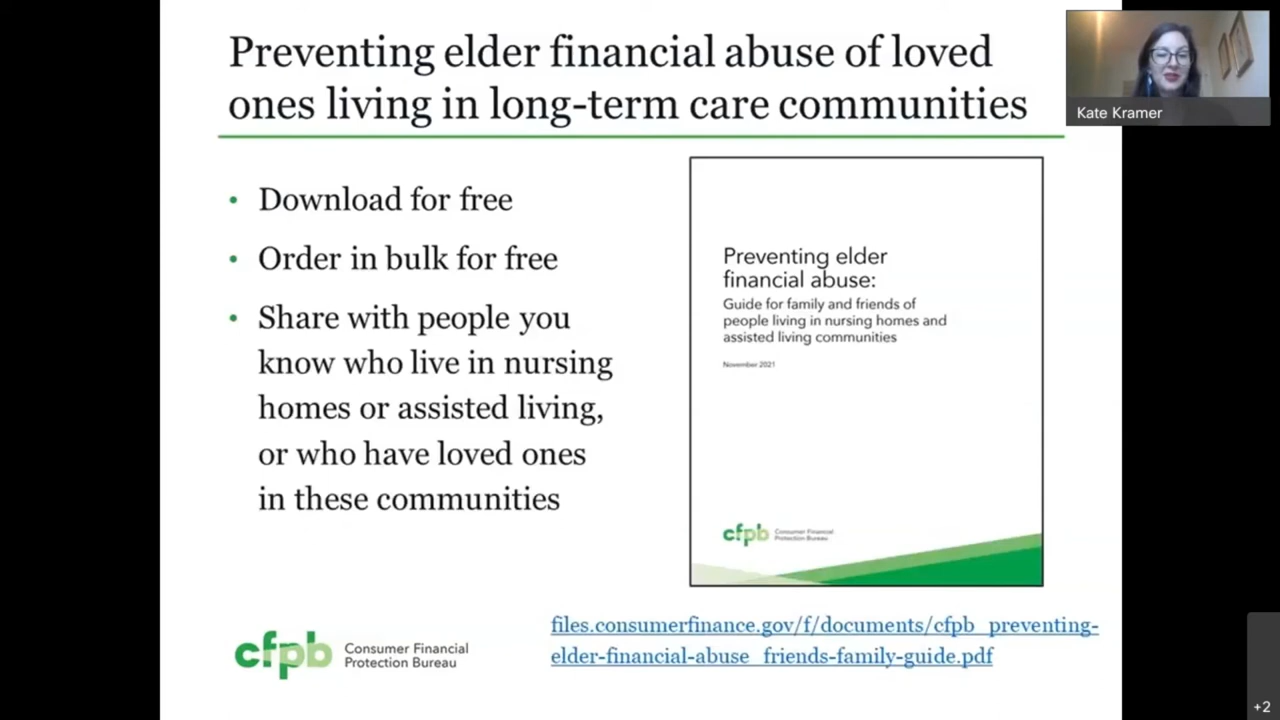 Preventing elder financial abuse of loved
ones living in long-term care communities
Kate Kramer
• Download for free
• Order in bulk for free
• Share with people you
know who live in nursing
homes or assisted living,
or who have loved ones
in these communities
Preventing elder
financial abuse:
Guide for family and friends of
people living in nursing homes and
assisted living communities
November 2021
cfpb Consumer Financial
Protection Bureau
files.consumerfinance.gov/f/documents/cfpb_preventing-
elder-financial-abuse_friends-family-guide.pdf
cfpb Consumer Financial
Protection Bureau
+2